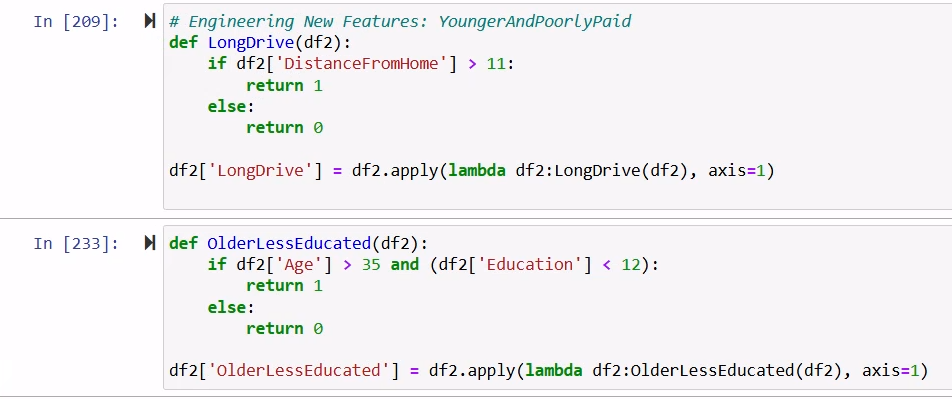 In [209]:
# Engineering New Features: YoungerAndPoorlyPaid
def LongDrive(df2):
    if df2['DistanceFromHome'] > 11:
        return 1
    else:
        return 0
df2['LongDrive'] = df2.apply(lambda df2:LongDrive(df2), axis=1)
In [233]:
def OlderLessEducated(df2):
    if df2['Age'] > 35 and (df2['Education'] < 12):
        return 1
    else:
        return 0
df2['OlderLessEducated'] = df2.apply(lambda df2:OlderLessEducated(df2), axis=1)